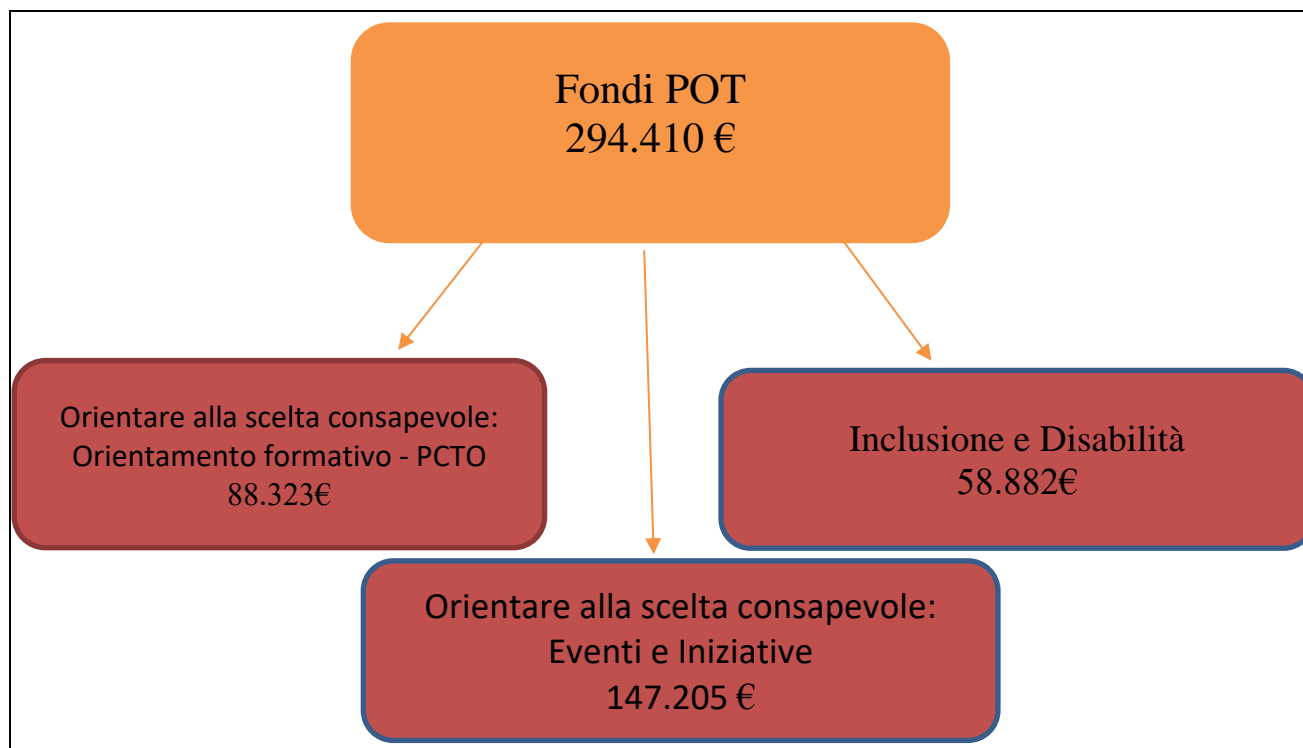 Fondi POT
294.410 €
Orientare alla scelta consapevole:
Orientamento formativo - PCTO
88.323€
Inclusione e Disabilità
58.882€
Orientare alla scelta consapevole:
Eventi e Iniziative
147.205 €